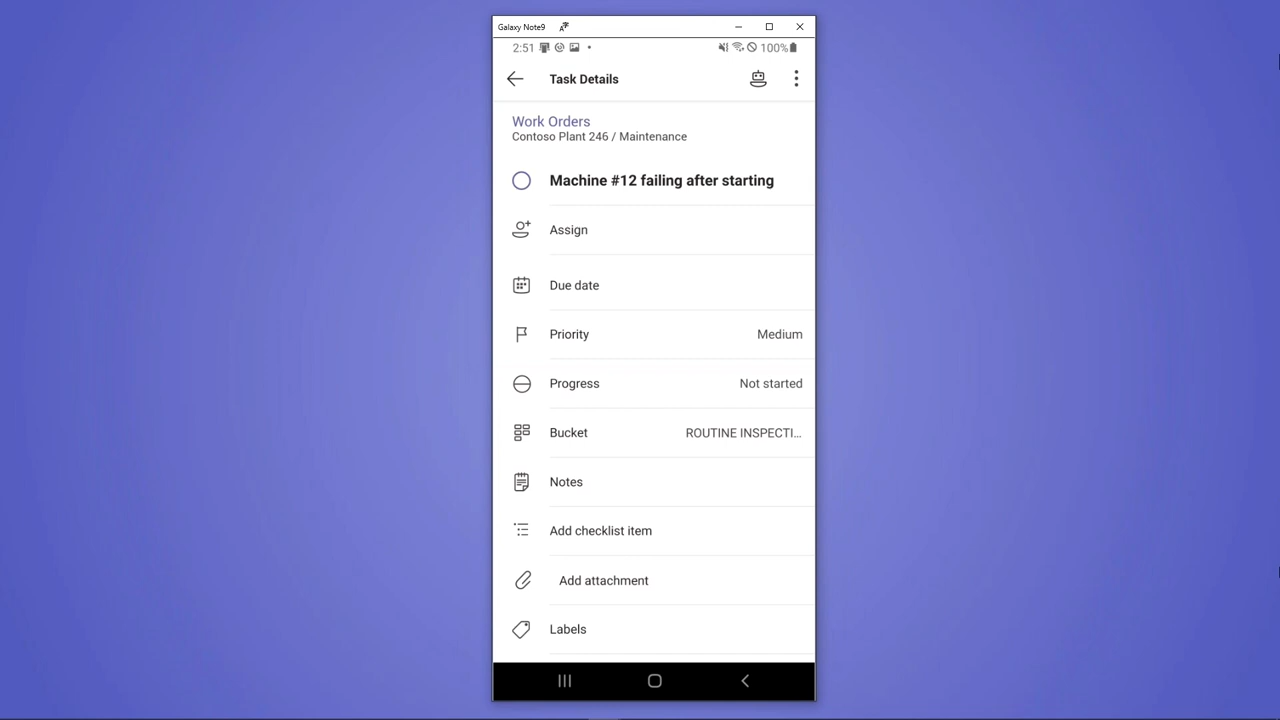 Galaxy Note9
2:51
100%
Task Details
Work Orders
Contoso Plant 246 / Maintenance
Machine #12 failing after starting
Assign
Due date
Priority Medium
Progress Not started
Bucket ROUTINE INSPECTI...
Notes
Add checklist item
Add attachment
Labels